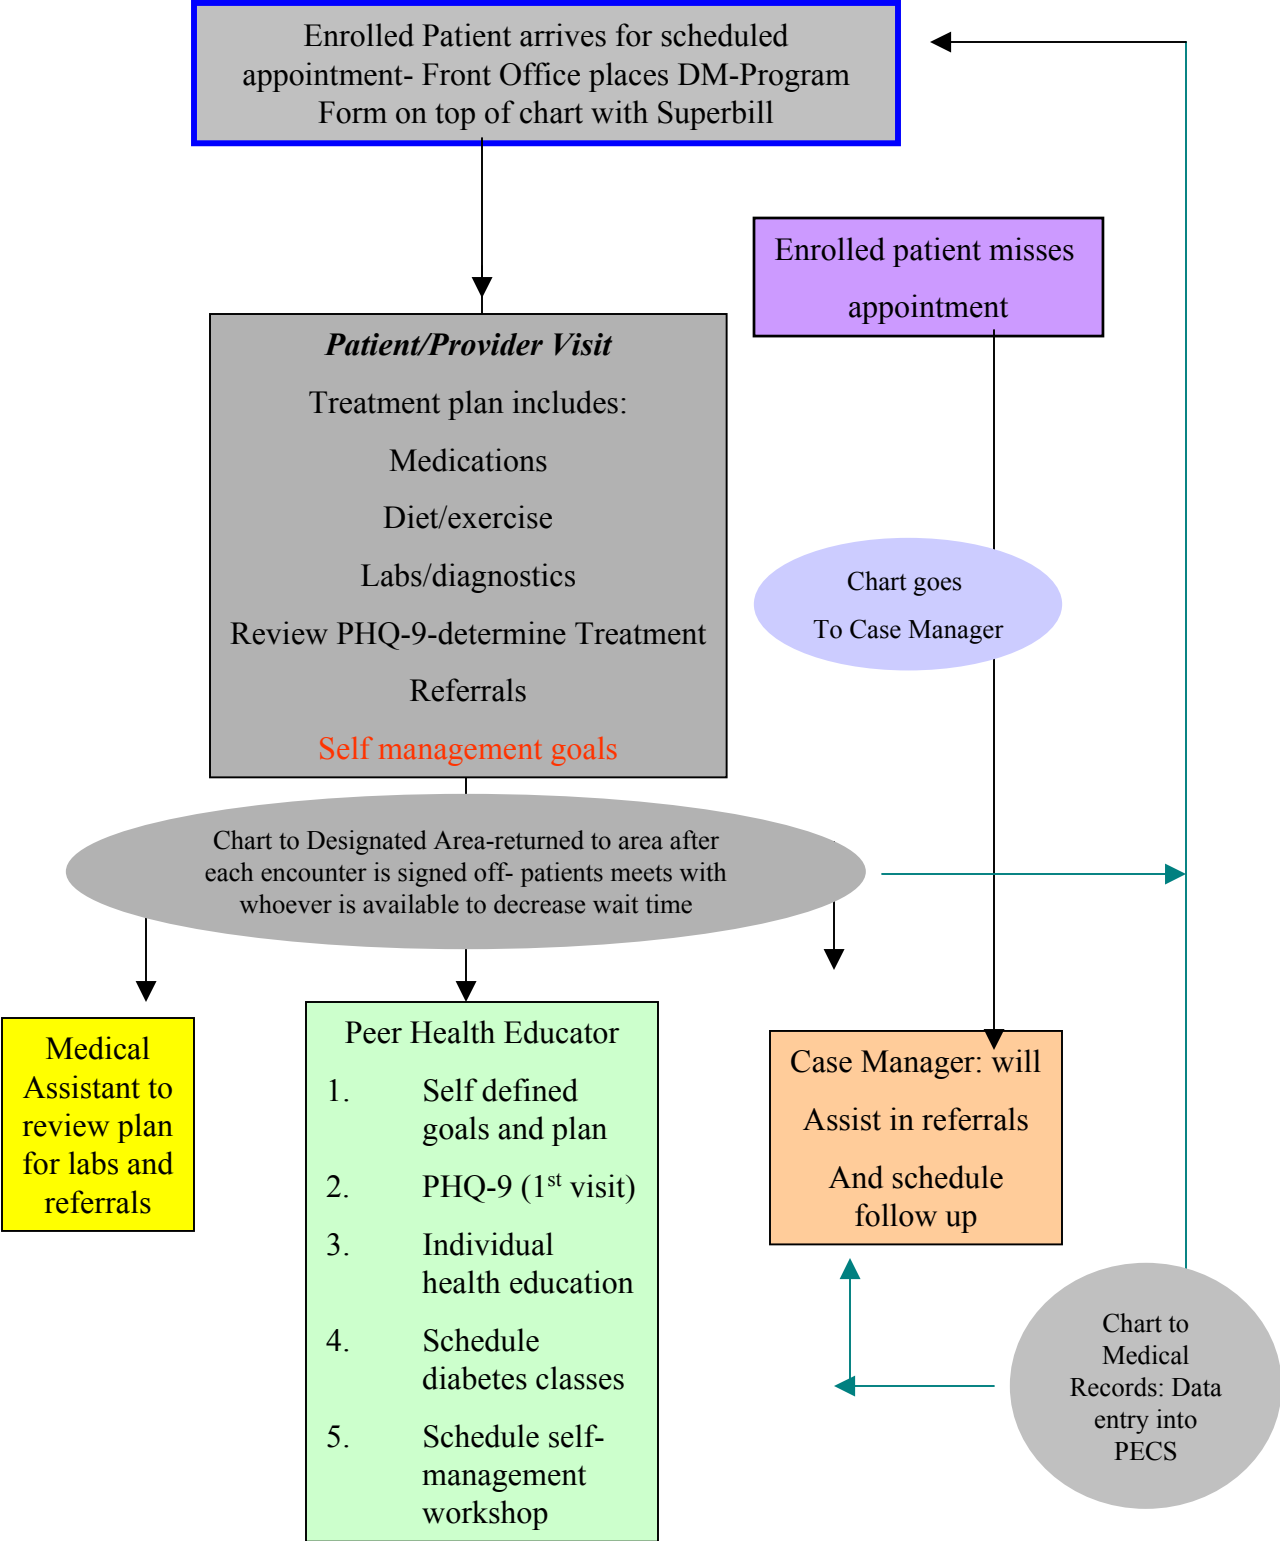 Enrolled Patient arrives for scheduled
appointment- Front Office places DM-Program
Form on top of chart with Superbill
Enrolled patient misses
appointment
Patient/Provider Visit
Treatment plan includes:
Medications
Diet/exercise
Labs/diagnostics
Review PHQ-9-determine Treatment
Referrals
Self management goals
Chart goes
To Case Manager
Chart to Designated Area-returned to area after
each encounter is signed off- patients meets with
whoever is available to decrease wait time
Medical
Assistant to
review plan
for labs and
referrals
Peer Health Educator
1. Self defined
goals and plan
2. PHQ-9 (1st visit)
3. Individual
health education
4. Schedule
diabetes classes
5. Schedule self-
management
workshop
Case Manager: will
Assist in referrals
And schedule
follow up
Chart to
Medical
Records: Data
entry into
PECS